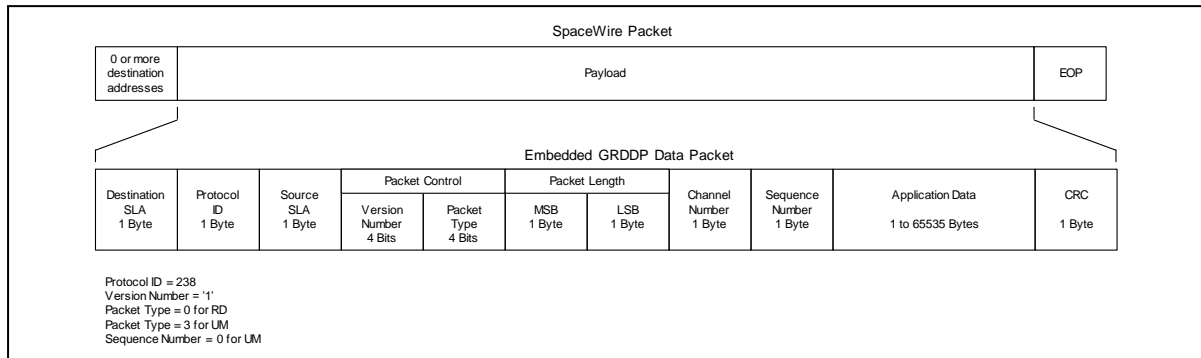 SpaceWire Packet
0 or more
destination
addresses
Payload
EOP
Embedded GRDDP Data Packet
Destination
SLA
1 Byte
Protocol
ID
1 Byte
Source
SLA
1 Byte
Packet Control
Version
Number
4 Bits
Packet
Type
4 Bits
Packet Length
MSB
1 Byte
LSB
1 Byte
Channel
Number
1 Byte
Sequence
Number
1 Byte
Application Data
1 to 65535 Bytes
CRC
1 Byte
Protocol ID = 238
Version Number = '1'
Packet Type = 0 for RD
Packet Type = 3 for UM
Sequence Number = 0 for UM